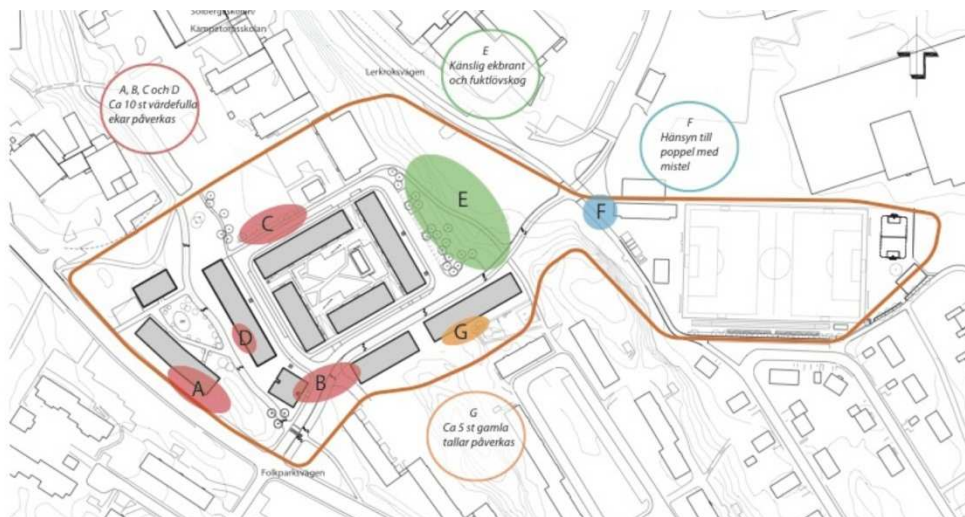 Solbergsskolan/
Kämpetorpsskolan
A, B, C och D
Ca 10 st värdefulla
ekar påverkas
E
Känslig ekbrant
och fuktlövskog
Lerkroksvägen
F
Hänsyn till
poppel med
mistel
E
C
F
D
G
A
B
G
Ca 5 st gamla
tallar påverkas
Folkparksvägen